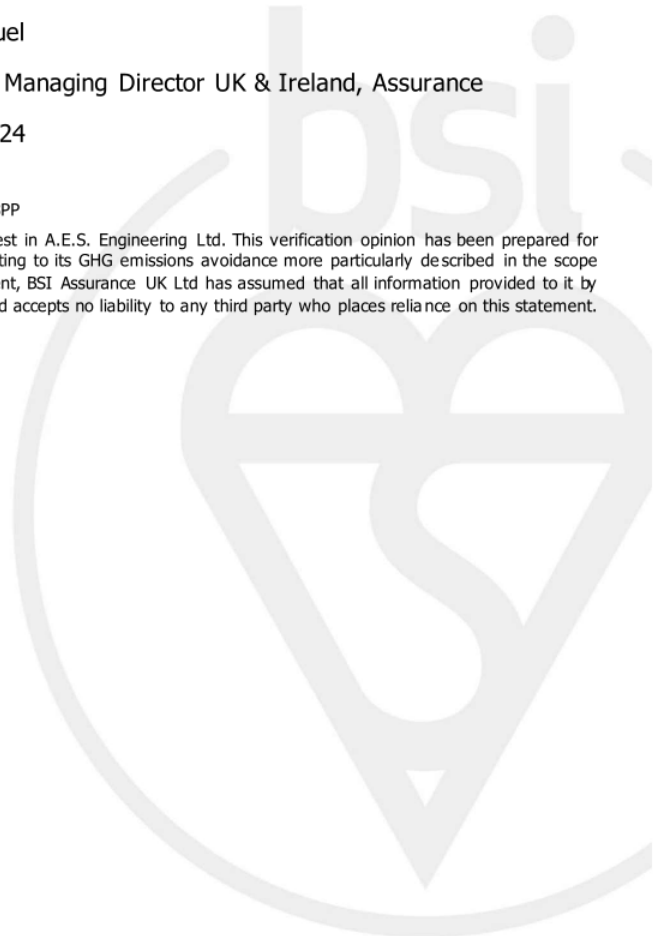 uel
Managing Director UK & Ireland, Assurance
24
PP
est in A.E.S. Engineering Ltd. This verification opinion has been prepared for
ting to its GHG emissions avoidance more particularly described in the scope
ent, BSI Assurance UK Ltd has assumed that all information provided to it by
d accepts no liability to any third party who places reliance on this statement.
bsi